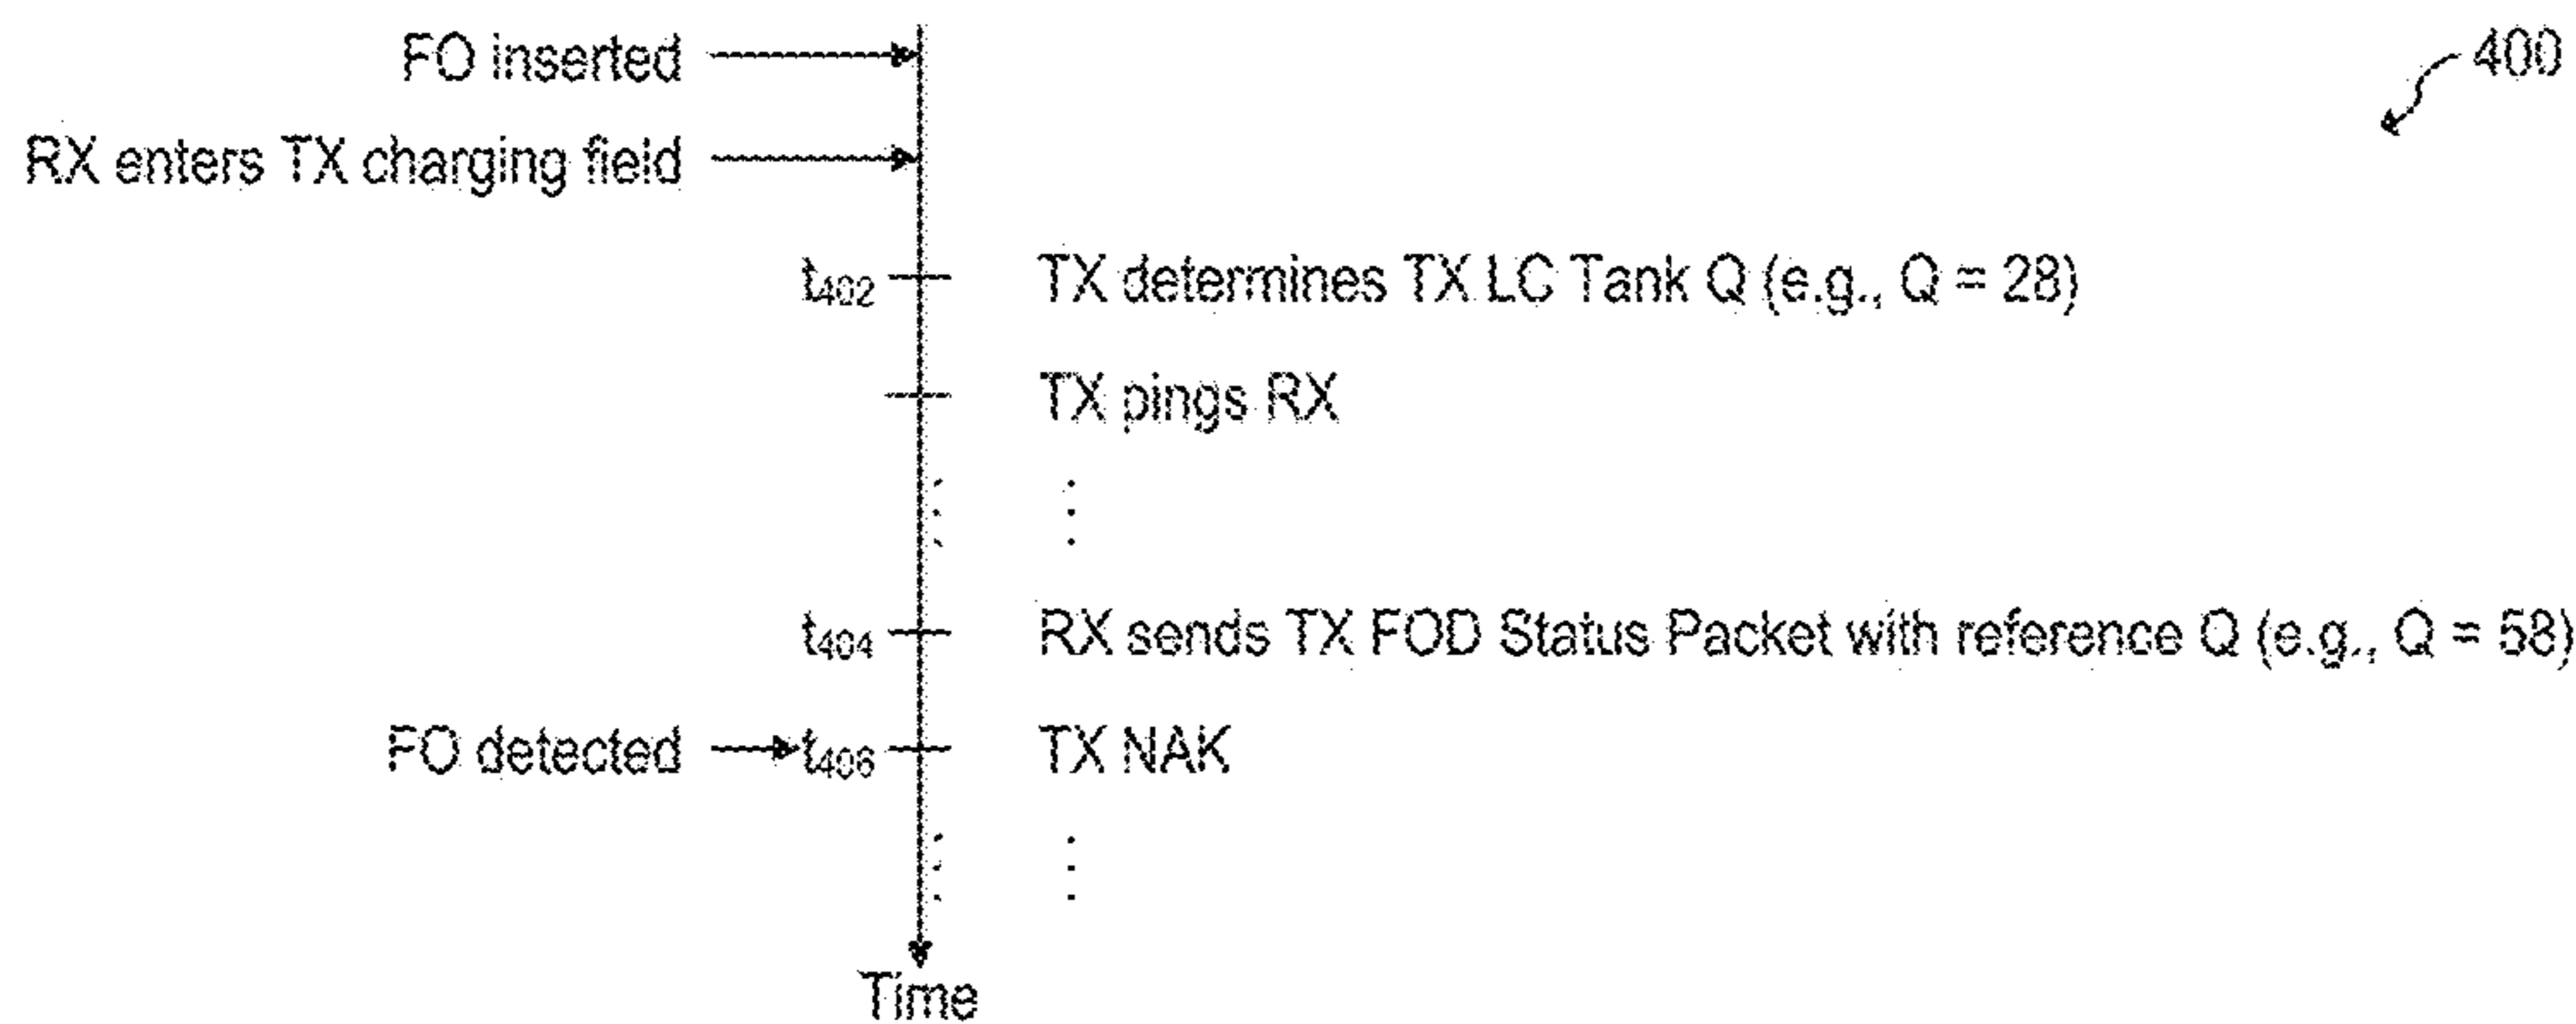 FO inserted
400
RX enters TX charging field
t402 TX determines TX LC Tank Q (e.g., Q = 28)
TX pings RX
t404 RX sends TX FOD Status Packet with reference Q (e.g., Q = 58)
FO detected t406 TX NAK
Time